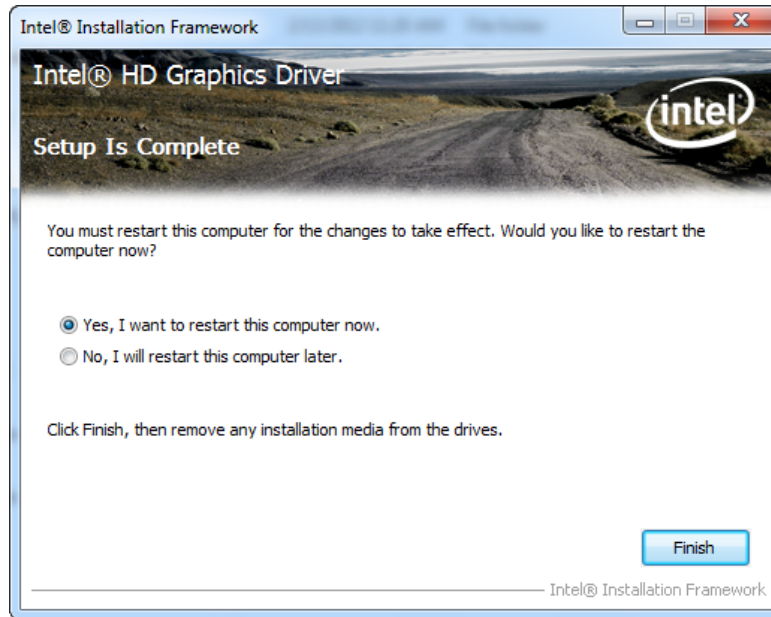 Intel® Installation Framework
Intel® HD Graphics Driver
intel
Setup Is Complete
You must restart this computer for the changes to take effect. Would you like to restart the
computer now?
Yes, I want to restart this computer now.
No, I will restart this computer later.
Click Finish, then remove any installation media from the drives.
Finish
Intel® Installation Framework